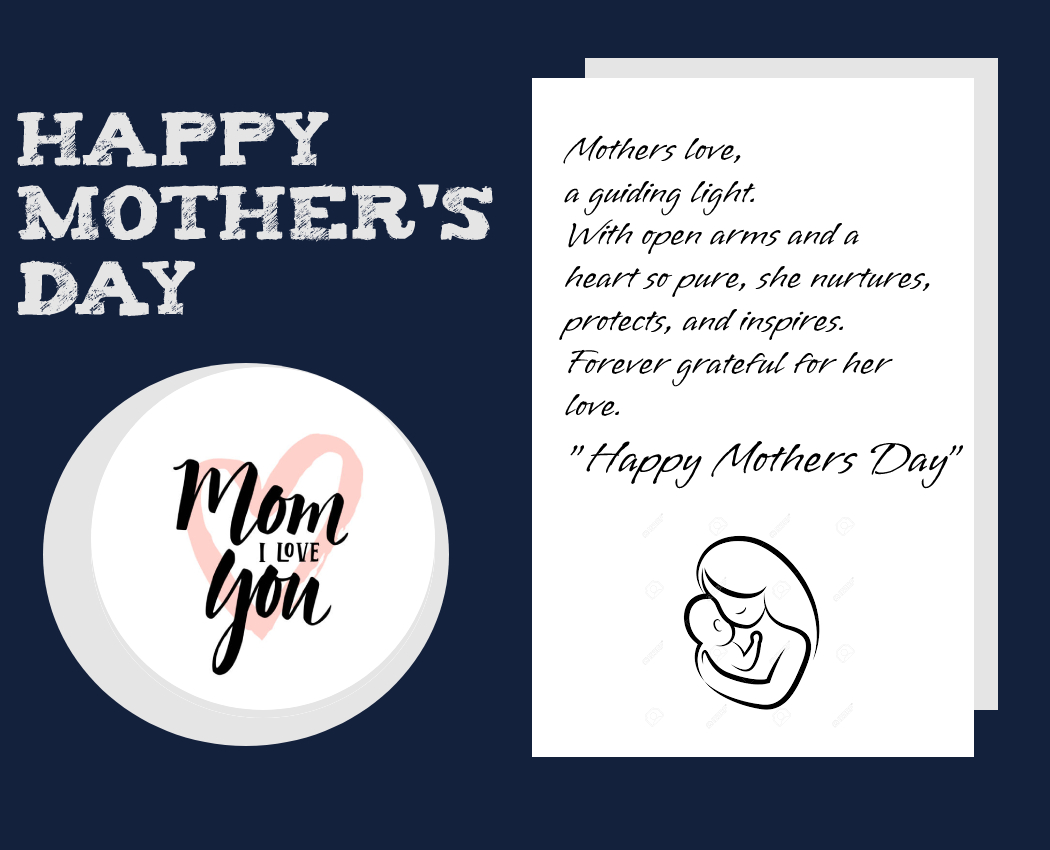 HAPPY
MOTHER'S
DAY
Mom
I LOVE
You
Mothers love,
a guiding light.
With open arms and a
heart so pure, she nurtures,
protects, and inspires.
Forever grateful for her
love.
"Happy Mothers Day"